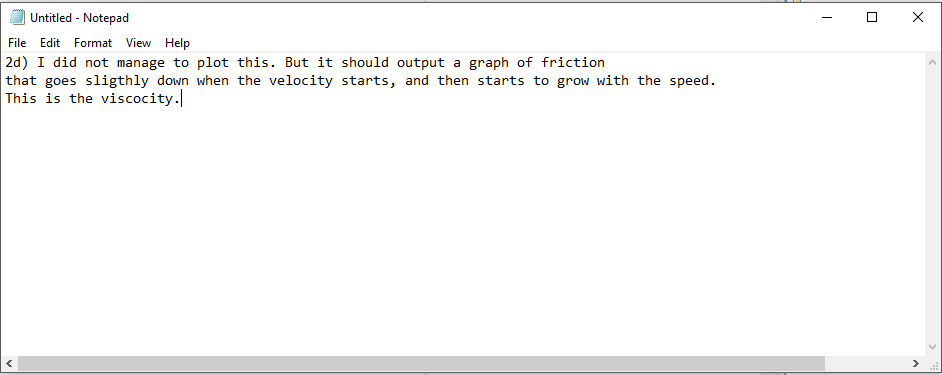 Untitled - Notepad
File Edit Format View Help
2d) I did not manage to plot this. But it should output a graph of friction
that goes sligthly down when the velocity starts, and then starts to grow with the speed.
This is the viscocity.